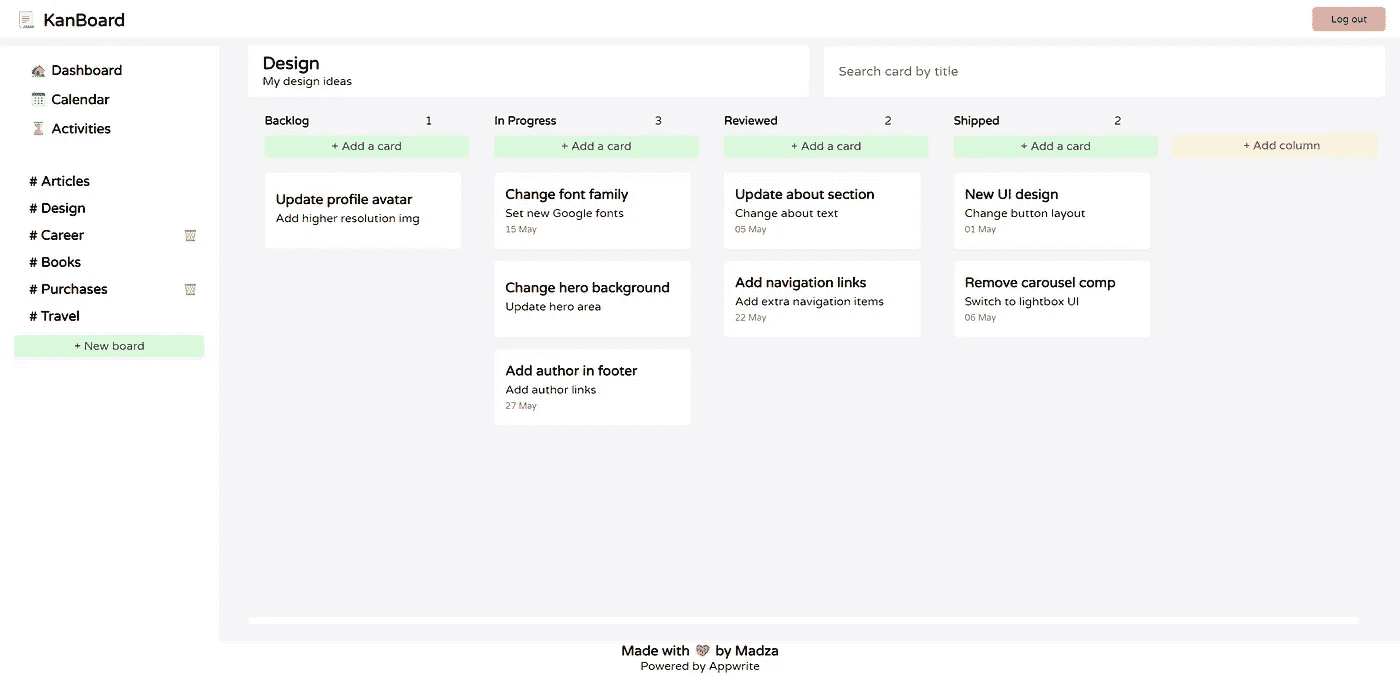 KanBoard
Log out
Dashboard
Calendar
Activities
# Articles
# Design
# Career
# Books
# Purchases
# Travel
+ New board
Design
My design ideas
Search card by title
Backlog 1
+ Add a card
Update profile avatar
Add higher resolution img
In Progress 3
+ Add a card
Change font family
Set new Google fonts
15 May
Change hero background
Update hero area
Add author in footer
Add author links
27 May
Reviewed 2
+ Add a card
Update about section
Change about text
05 May
Add navigation links
Add extra navigation items
22 May
Shipped 2
+ Add a card
New UI design
Change button layout
01 May
Remove carousel comp
Switch to lightbox UI
06 May
+ Add column
Made with 💖 by Madza
Powered by Appwrite